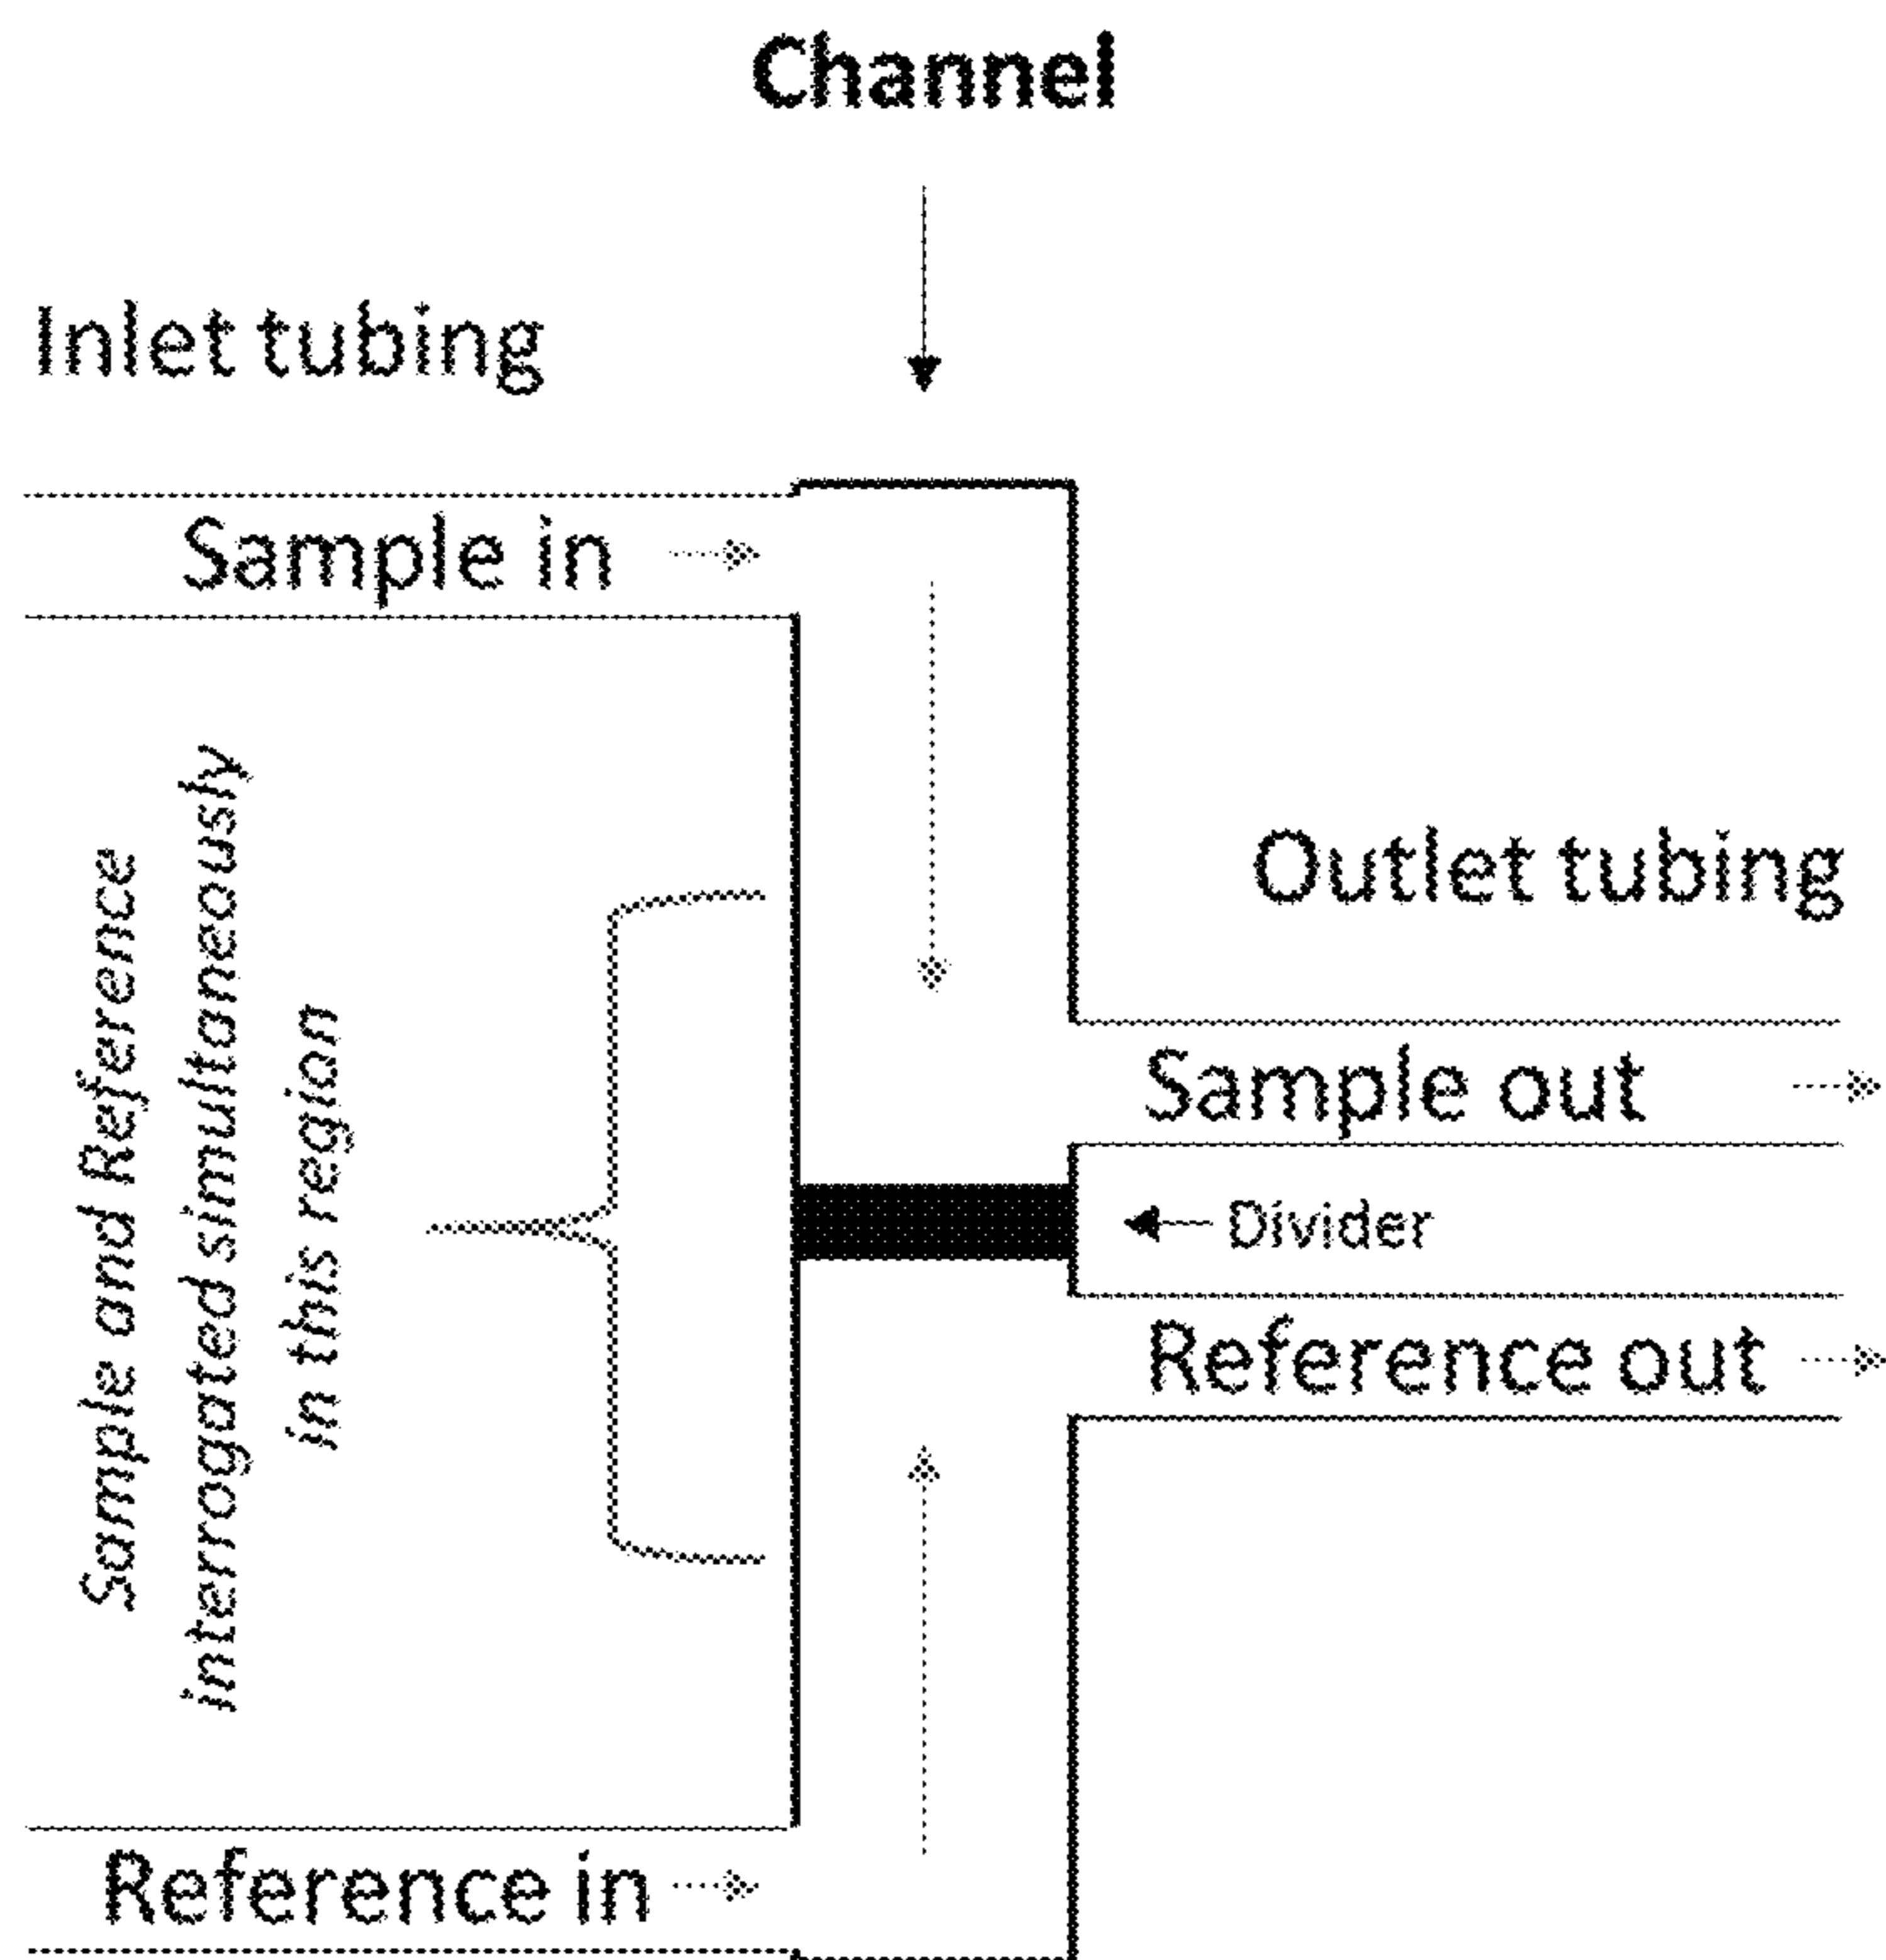 Channel
Inlet tubing
Sample in
Sample and Reference
interrogated simultaneously
in this region
Outlet tubing
Sample out
Divider
Reference out
Reference in